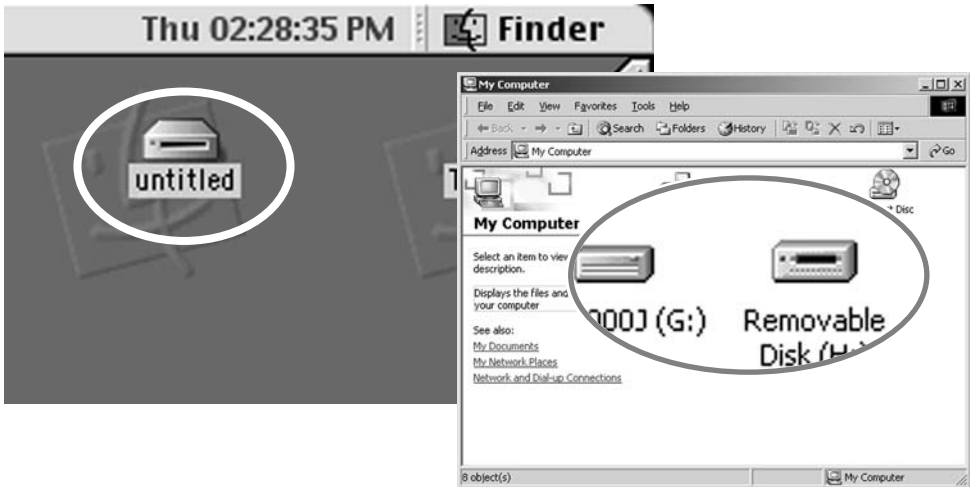 Thu 02:28:35 PM Finder
untitled
My Computer
File Edit View Favorites Tools Help
Back Search Folders History
Address My Computer Go
Disc
My Computer
Select an item to view
description.
Displays the files and
your computer
See also:
My Documents
My Network Places
Network and Dial-up Connections
(G:)
Removable
Disk (H:)
8 object(s) My Computer